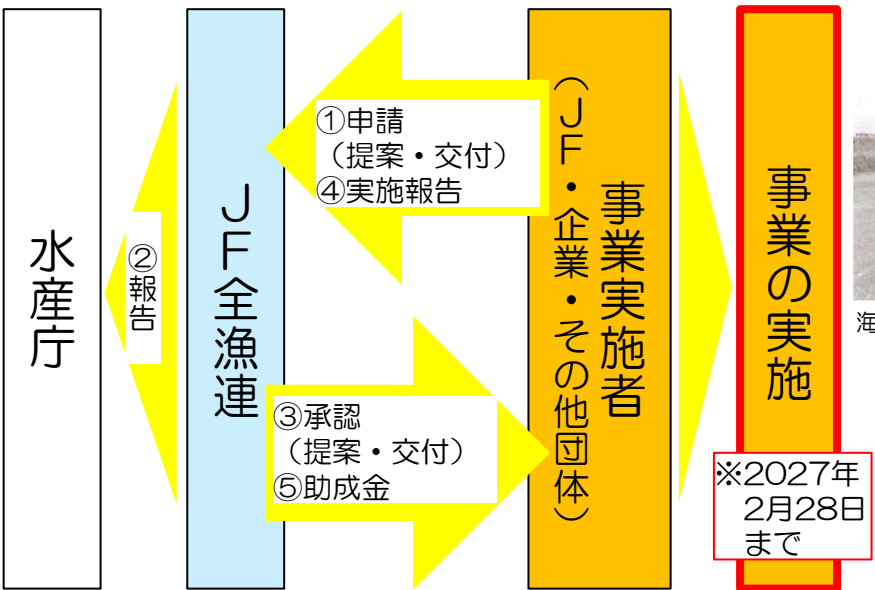 水産庁
②報告
JF全漁連
①申請
（提案・交付）
④実施報告
③承認
（提案・交付）
⑤助成金
事業実施者
（JF・企業・その他団体）
事業の実施
※2027年
2月28日
まで
海